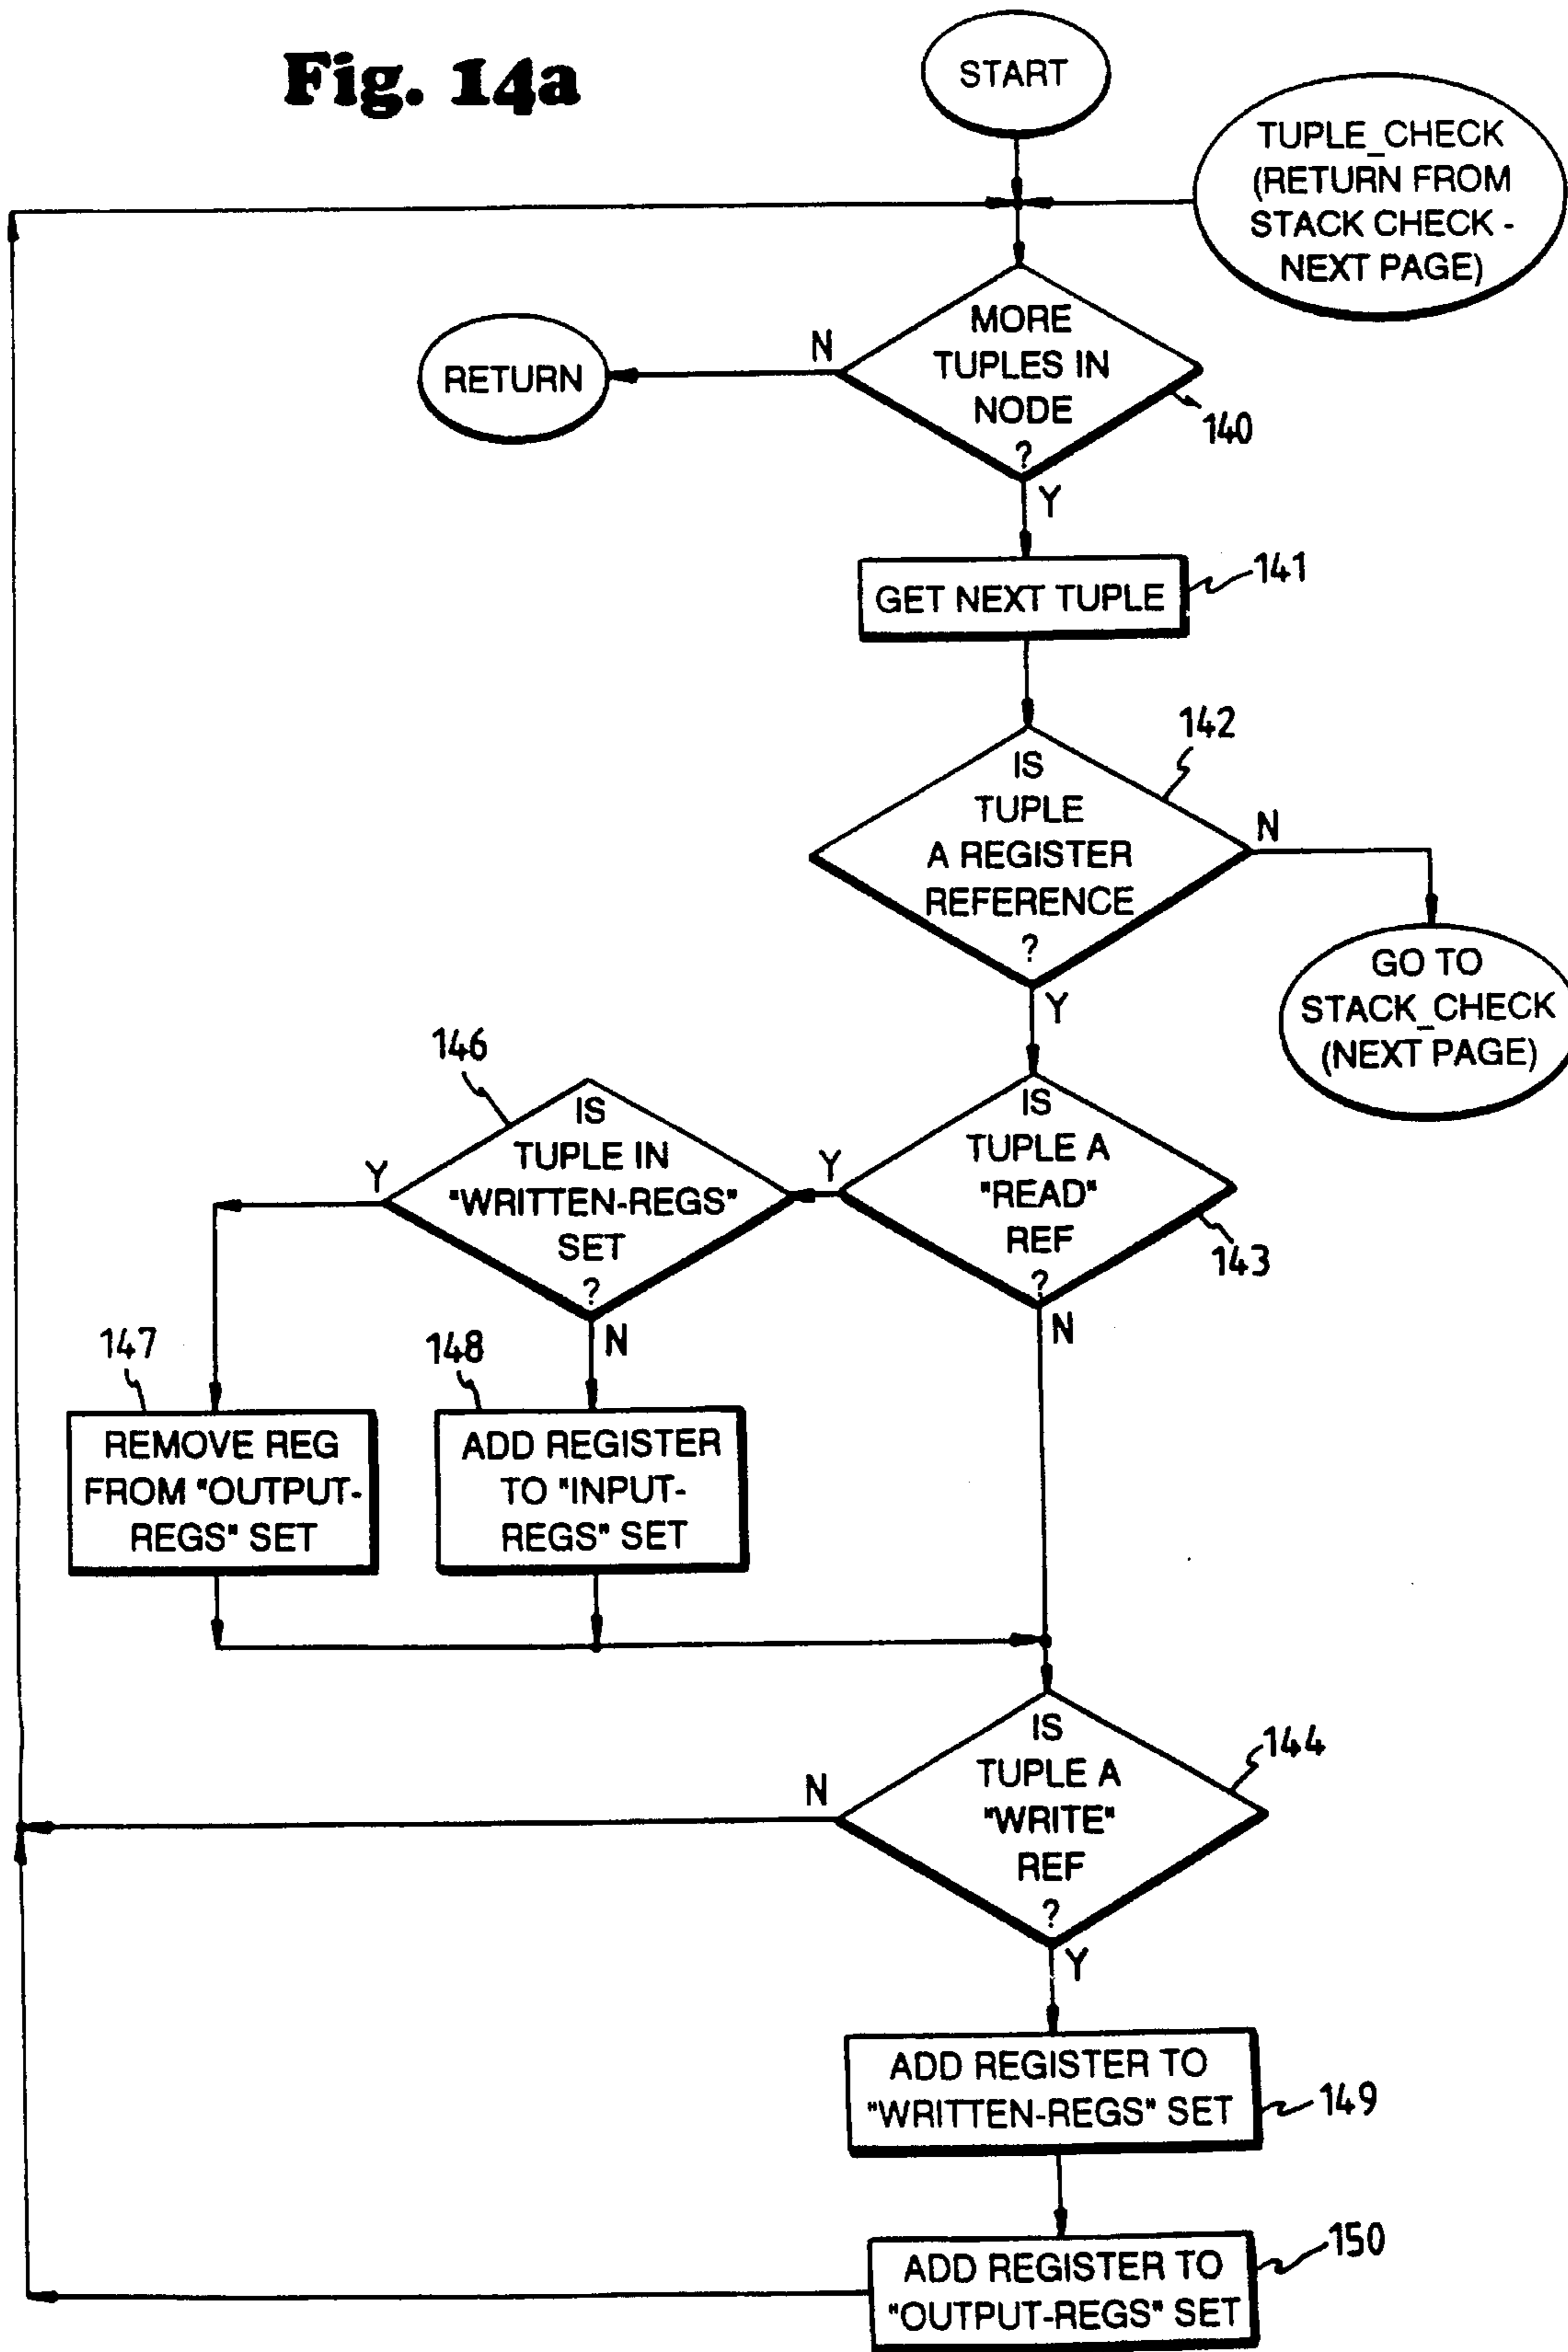 Fig. 14a
START
TUPLE_CHECK
(RETURN FROM
STACK CHECK -
NEXT PAGE)
MORE
TUPLES IN
NODE
?
N
RETURN
140
Y
GET NEXT TUPLE
141
142
IS
TUPLE
A REGISTER
REFERENCE
?
N
Y
GO TO
STACK_CHECK
(NEXT PAGE)
146
IS
TUPLE IN
"WRITTEN-REGS"
SET
?
Y
N
IS
TUPLE A
"READ"
REF
?
Y
143
N
147
REMOVE REG
FROM "OUTPUT-
REGS" SET
148
ADD REGISTER
TO "INPUT-
REGS" SET
IS
TUPLE A
"WRITE"
REF
?
144
N
Y
ADD REGISTER TO
"WRITTEN-REGS" SET
149
ADD REGISTER TO
"OUTPUT-REGS" SET
150